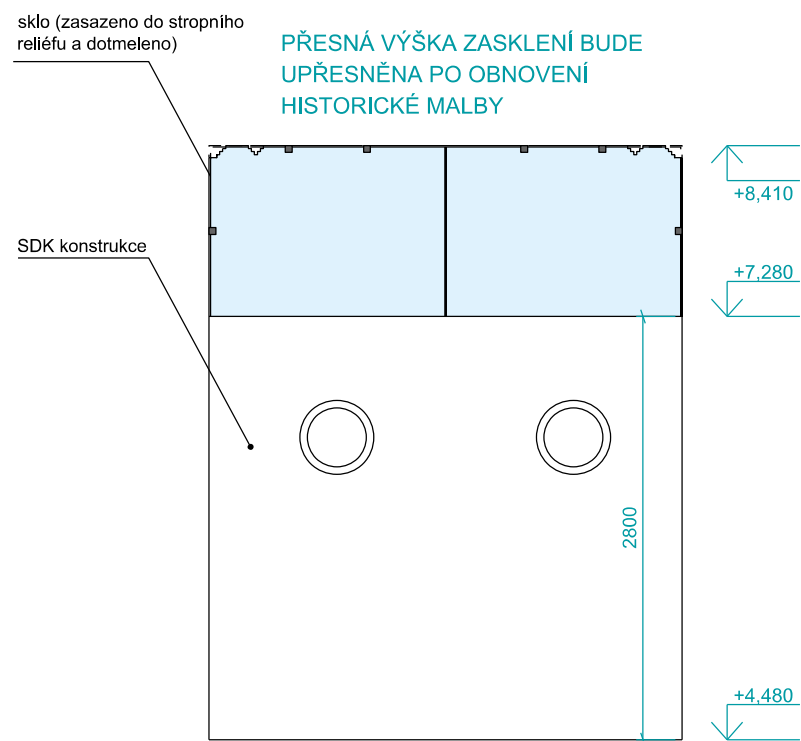 sklo (zasazeno do stropního
reliéfu a dotmeleno)
PŘESNÁ VÝŠKA ZASKLENÍ BUDE
UPŘESNĚNA PO OBNOVENÍ
HISTORICKÉ MALBY
+8,410
SDK konstrukce
+7,280
2800
+4,480